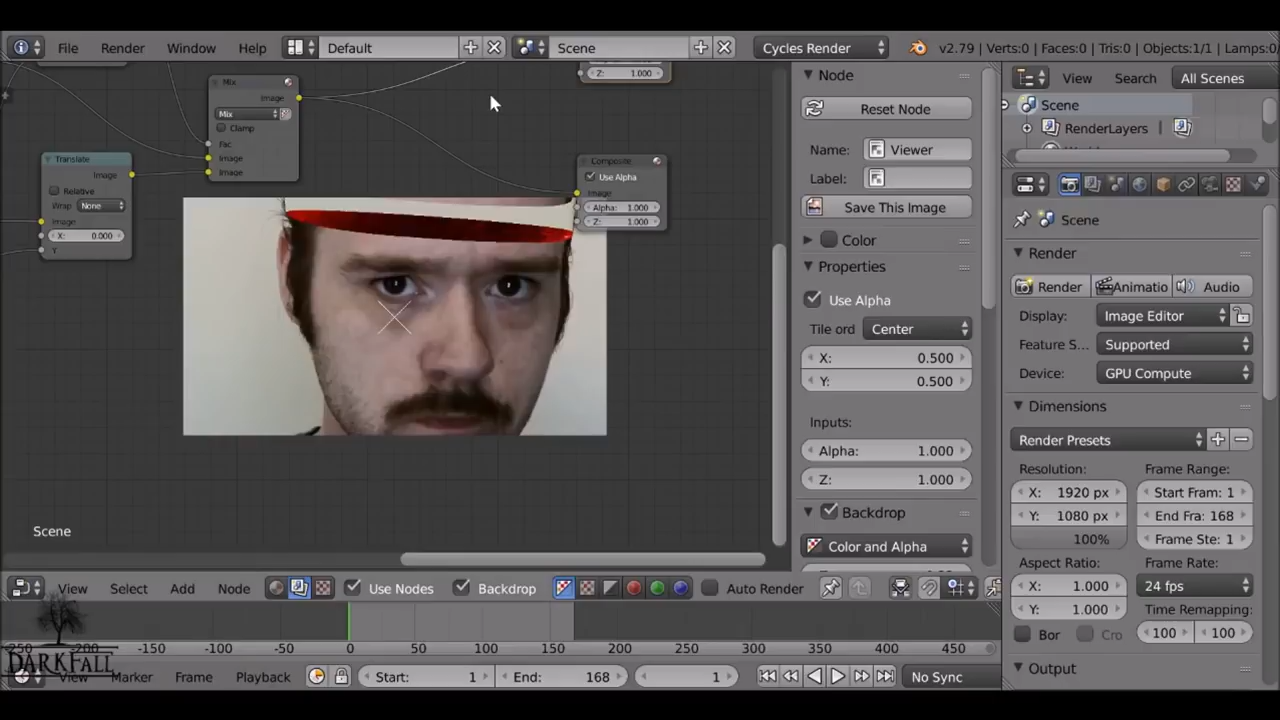 File Render Window Help Default Scene Cycles Render v2.79 | Verts:0 | Faces:0 | Tris:0 | Objects:1/1 | Lamps:0
Z: 1.000
Mix
Image
Mix
Clamp
Fac
Image
Image
Translate
Image
Relative
Wrap None
Image
X: 0.000
Y
Composite
Use Alpha
Image
Alpha: 1.000
Z: 1.000
Scene
Node
Reset Node
Name: Viewer
Label:
Save This Image
Color
Properties
Use Alpha
Tile ord Center
X: 0.500
Y: 0.500
Inputs:
Alpha: 1.000
Z: 1.000
Backdrop
Color and Alpha
View Search All Scenes
Scene
RenderLayers
Scene
Render
Render Animatio Audio
Display: Image Editor
Feature S... Supported
Device: GPU Compute
Dimensions
Render Presets
Resolution: Frame Range:
X: 1920 px Start Fram: 1
Y: 1080 px End Fra: 168
100% Frame Ste: 1
Aspect Ratio: Frame Rate:
X: 1.000 24 fps
Y: 1.000 Time Remapping:
Bor Cro 100 100
Output
View Select Add Node Use Nodes Backdrop Auto Render
-250 -150 -100 -50 0 50 100 150 200 250 300 350 400 450
DARKFALL
View Marker Frame Playback Start: 1 End: 168 1 No Sync